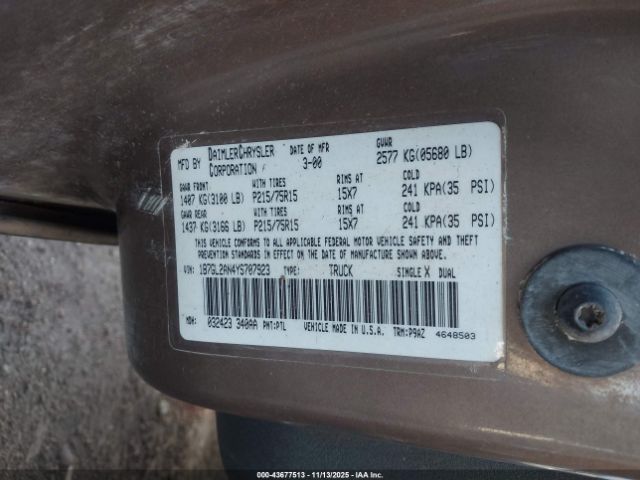 MFD BY DAIMLERCHRYSLER CORPORATION DATE OF MFR 3-00 GVWR 2577 KG(05680 LB)
GAWR FRONT WITH TIRES RIMS AT COLD
1407 KG(3100 LB) P215/75R15 15X7 241 KPA(35 PSI)
GAWR REAR WITH TIRES RIMS AT COLD
1437 KG(3166 LB) P215/75R15 15X7 241 KPA(35 PSI)
THIS VEHICLE CONFORMS TO ALL APPLICABLE FEDERAL MOTOR VEHICLE SAFETY AND THEFT
PREVENTION STANDARDS IN EFFECT ON THE DATE OF MANUFACTURE SHOWN ABOVE.
VIN: 1B7GL2AN4YS707923 TYPE: TRUCK SINGLE X DUAL
MDH: 032423 340AA PNT:PTL VEHICLE MADE IN U.S.A. TRM:P9AZ 4648503
00-43677513 - 11/13/2025 - IAA Inc.